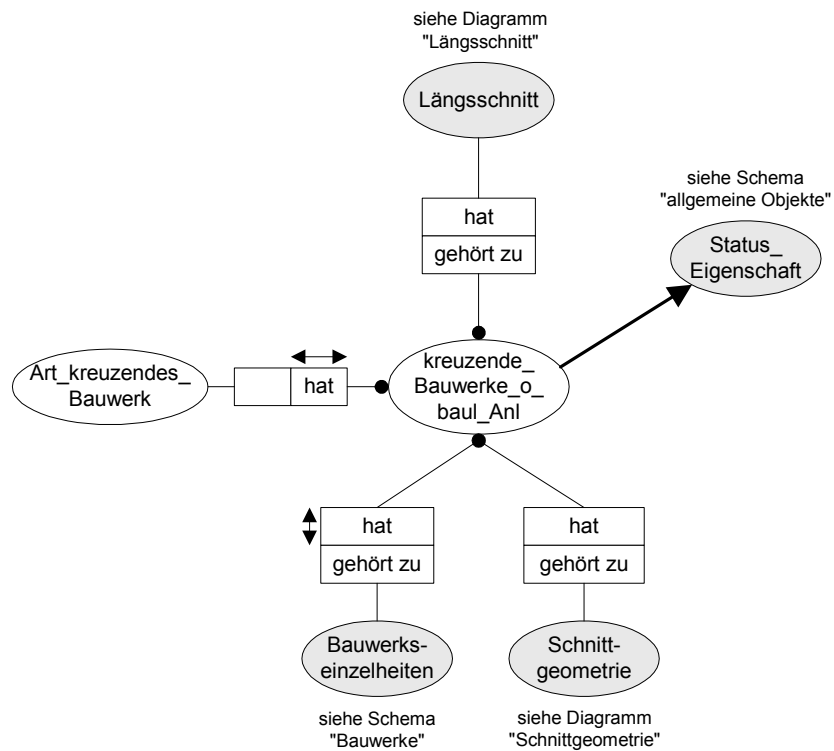 siehe Diagramm
"Längsschnitt"
Längsschnitt
siehe Schema
"allgemeine Objekte"
Status_
Eigenschaft
hat
gehört zu
Art_kreuzendes_
Bauwerk
hat
kreuzende_
Bauwerke_o_
baul_Anl
hat
gehört zu
hat
gehört zu
Bauwerks-
einzelheiten
Schnitt-
geometrie
siehe Schema
"Bauwerke"
siehe Diagramm
"Schnittgeometrie"